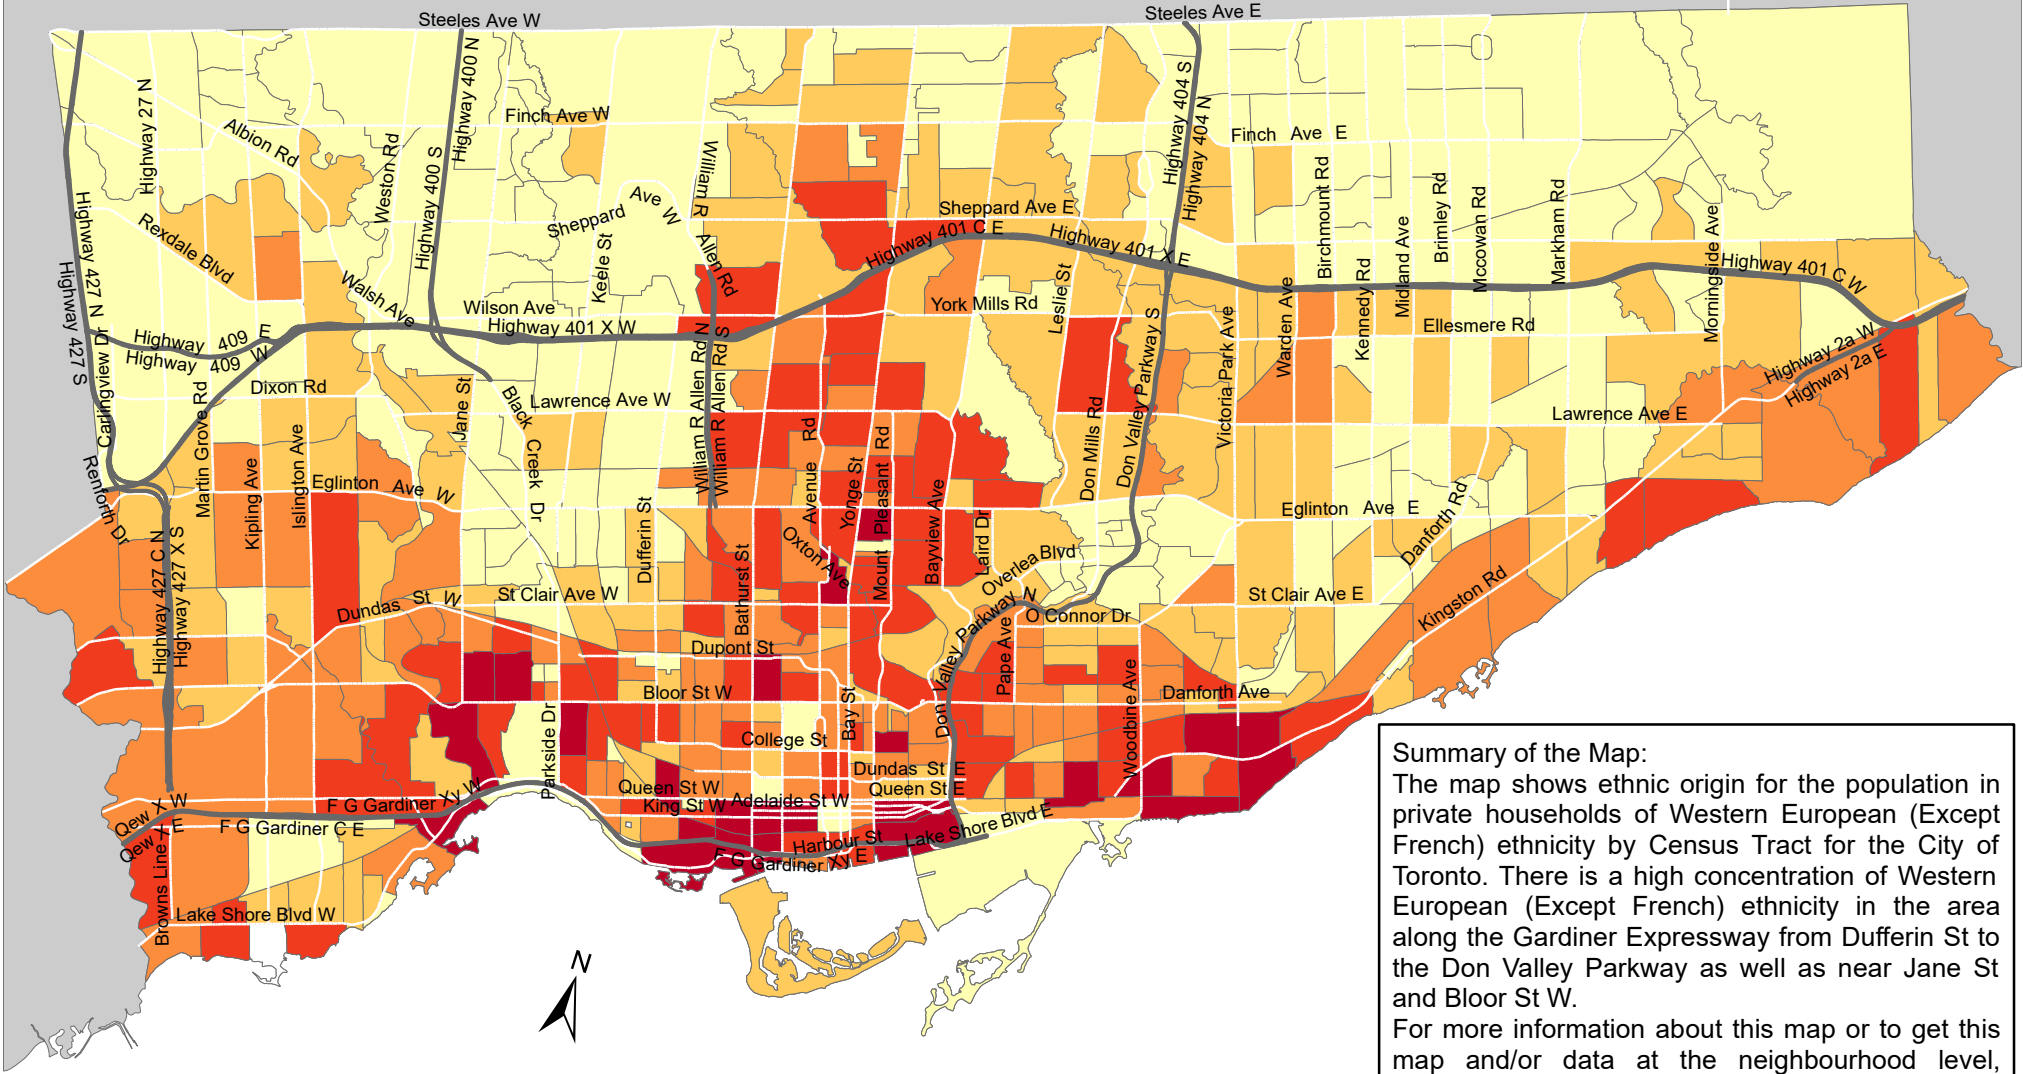 Steeles Ave W
Steeles Ave E
Highway 27 N
Albion Rd
Weston Rd
Highway 400 N
Highway 400 S
Finch Ave W
William R
Allen Rd
Highway 404 S
Highway 404 N
Finch Ave E
Sheppard Ave W
Keele St
Sheppard Ave E
Highway 401 C E
Highway 401 X E
Birchmount Rd
Midland Ave
Brimley Rd
Mccowan Rd
Markham Rd
Morningside Ave
Highway 401 C W
Highway 427 N
Highway 427 N
Highway 427 S
Rexdale Blvd
Walsh Ave
Wilson Ave
Highway 401 X W
York Mills Rd
Leslie St
Warden Ave
Kennedy Rd
Ellesmere Rd
Highway 2a W
Highway 2a E
Highway 409 E
Highway 409 W
Carlingview Dr
Martin Grove Rd
Dixon Rd
Jane St
Black Creek Dr
Lawrence Ave W
William R Allen Rd N
William R Allen Rd S
Don Valley Parkway S
Victoria Park Ave
Lawrence Ave E
Renforth Dr
Kipling Ave
Islington Ave
Eglinton Ave W
Dufferin St
Avenue Rd
Yonge St
Mount Pleasant Rd
Bayview Ave
Laird Dr
Don Mills Rd
Eglinton Ave E
Danforth Rd
Highway 427 C N
Highway 427 X S
Bathurst St
Oxton Ave
Overlea Blvd
Dundas St W
St Clair Ave W
Don Valley Parkway N
O Connor Dr
St Clair Ave E
Kingston Rd
Dupont St
Pape Ave
Woodbine Ave
Bloor St W
Bay St
Danforth Ave
Parkside Dr
College St
Dundas St E
Queen St W
Queen St E
King St W
Adelaide St W
Qew X W
Qew X E
F G Gardiner Xy W
F G Gardiner C E
Harbour St
Lake Shore Blvd E
F G Gardiner Xy E
Browns Line
Lake Shore Blvd W
N
Summary of the Map:
The map shows ethnic origin for the population in
private households of Western European (Except
French) ethnicity by Census Tract for the City of
Toronto. There is a high concentration of Western
European (Except French) ethnicity in the area
along the Gardiner Expressway from Dufferin St to
the Don Valley Parkway as well as near Jane St
and Bloor St W.
For more information about this map or to get this
map and/or data at the neighbourhood level,